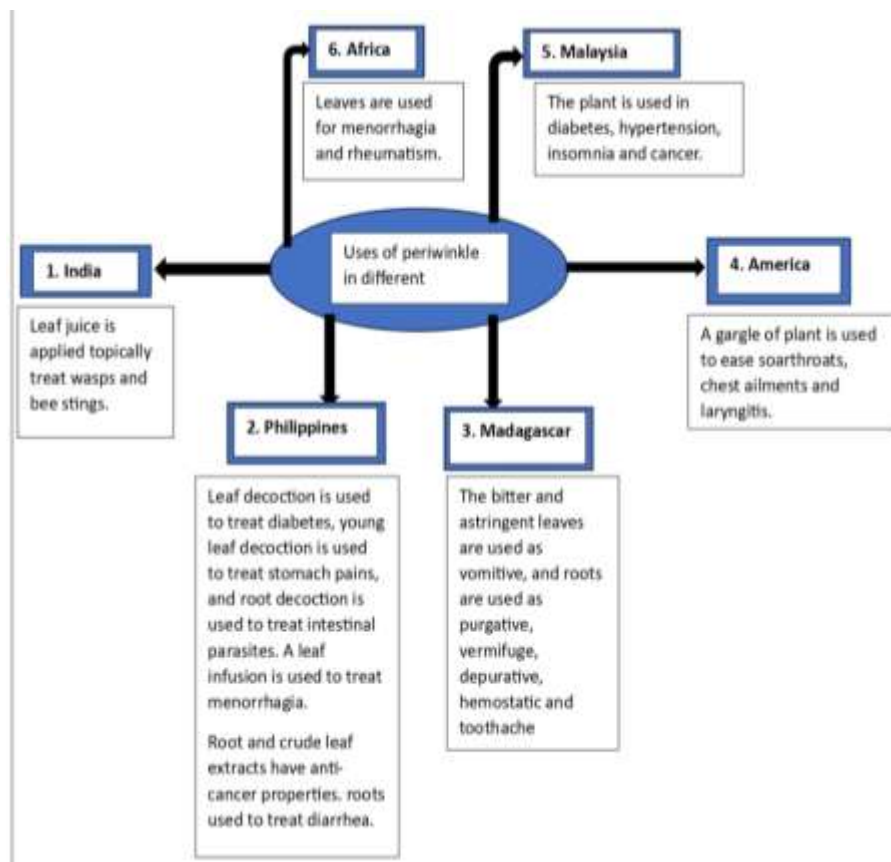 6. Africa
Leaves are used
for menorrhagia
and rheumatism.
5. Malaysia
The plant is used in
diabetes, hypertension,
insomnia and cancer.
Uses of periwinkle
in different
1. India
Leaf juice is
applied topically
treat wasps and
bee stings.
4. America
A gargle of plant is used
to ease soarthroats,
chest ailments and
laryngitis.
2. Philippines
Leaf decoction is used
to treat diabetes, young
leaf decoction is used
to treat stomach pains,
and root decoction is
used to treat intestinal
parasites. A leaf
infusion is used to treat
menorrhagia.
Root and crude leaf
extracts have anti-
cancer properties. roots
used to treat diarrhea.
3. Madagascar
The bitter and
astringent leaves
are used as
vomitive, and roots
are used as
purgative,
vermifuge,
depurative,
hemostatic and
toothache